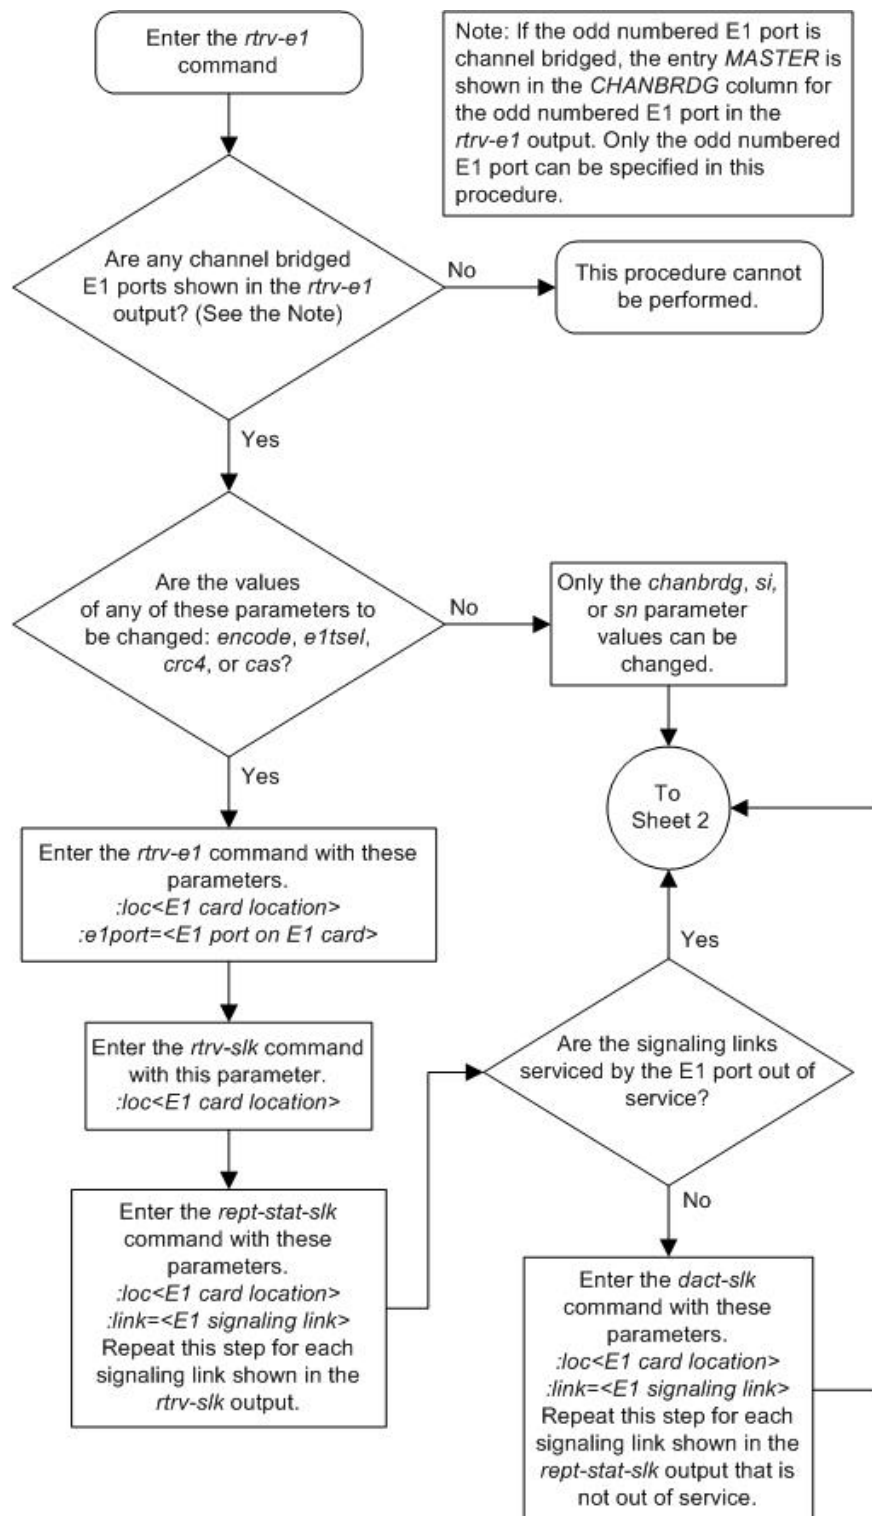 Enter the rtrv-e1
command
Note: If the odd numbered E1 port is
channel bridged, the entry MASTER is
shown in the CHANBRDG column for
the odd numbered E1 port in the
rtrv-e1 output. Only the odd numbered
E1 port can be specified in this
procedure.
Are any channel bridged
E1 ports shown in the rtrv-e1
output? (See the Note)
No
This procedure cannot
be performed.
Yes
Are the values
of any of these parameters to
be changed: encode, e1tsel,
crc4, or cas?
No
Only the chanbrdg, si,
or sn parameter
values can be
changed.
Yes
To
Sheet 2
Enter the rtrv-e1 command with these
parameters.
:loc<E1 card location>
:e1port=<E1 port on E1 card>
Yes
Enter the rtrv-slk command
with this parameter.
:loc<E1 card location>
Are the signaling links
serviced by the E1 port out of
service?
No
Enter the rept-stat-slk
command with these
parameters.
:loc<E1 card location>
:link=<E1 signaling link>
Repeat this step for each
signaling link shown in the
rtrv-slk output.
Enter the dact-slk
command with these
parameters.
:loc<E1 card location>
:link=<E1 signaling link>
Repeat this step for each
signaling link shown in the
rept-stat-slk output that is
not out of service.